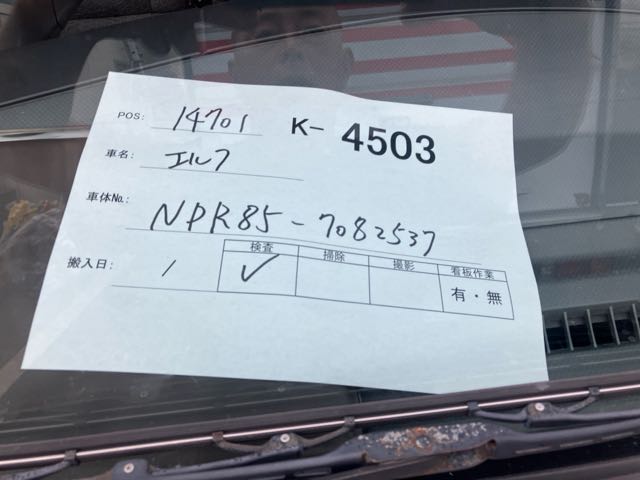 POS: 14701 K- 4503
車名: エルフ
車体No.: NPR85-7082537
搬入日: /
検査 掃除 撮影 看板作業
✓ 有・無